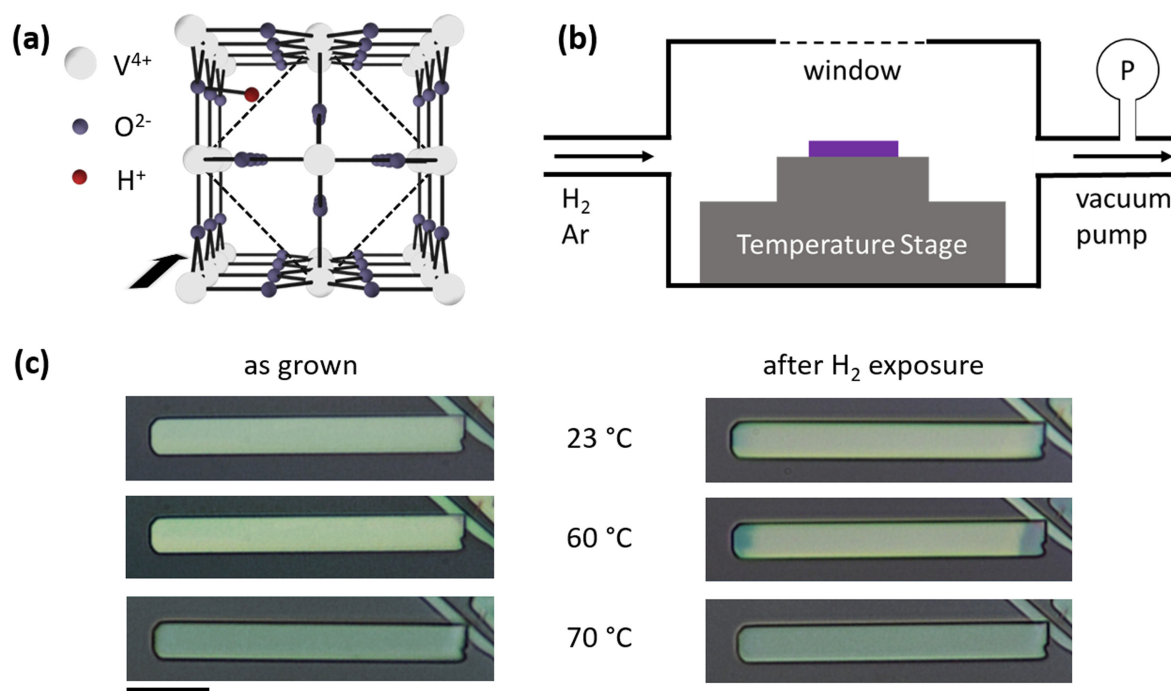 (a)
V⁴⁺
O²⁻
H⁺
(b)
window
P
H₂
Ar
Temperature Stage
vacuum
pump
(c)
as grown
after H₂ exposure
23 °C
60 °C
70 °C